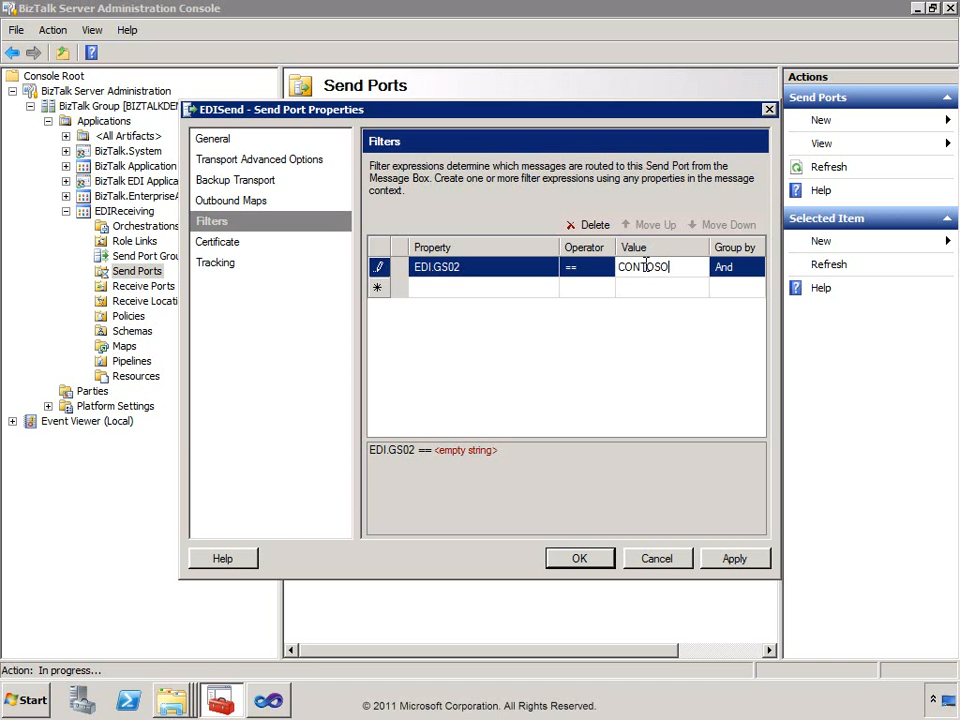 BizTalk Server Administration Console
File Action View Help
Console Root
BizTalk Server Administration
BizTalk Group [BIZTALKDEM
Applications
<All Artifacts>
BizTalk.System
BizTalk Application
BizTalk EDI Applica
BizTalk.EnterpriseA
EDIReceiving
Orchestrations
Role Links
Send Port Grou
Send Ports
Receive Ports
Receive Locati
Policies
Schemas
Maps
Pipelines
Resources
Parties
Platform Settings
Event Viewer (Local)
Send Ports
EDISend - Send Port Properties
General
Transport Advanced Options
Backup Transport
Outbound Maps
Filters
Certificate
Tracking
Filters
Filter expressions determine which messages are routed to this Send Port from the
Message Box. Create one or more filter expressions using any properties in the message
context.
Delete Move Up Move Down
Property Operator Value Group by
EDI.GS02 == CONTOSO And
EDI.GS02 == <empty string>
Help OK Cancel Apply
Actions
Send Ports
New
View
Refresh
Help
Selected Item
New
Refresh
Help
Action: In progress...
Start
© 2011 Microsoft Corporation. All Rights Reserved.